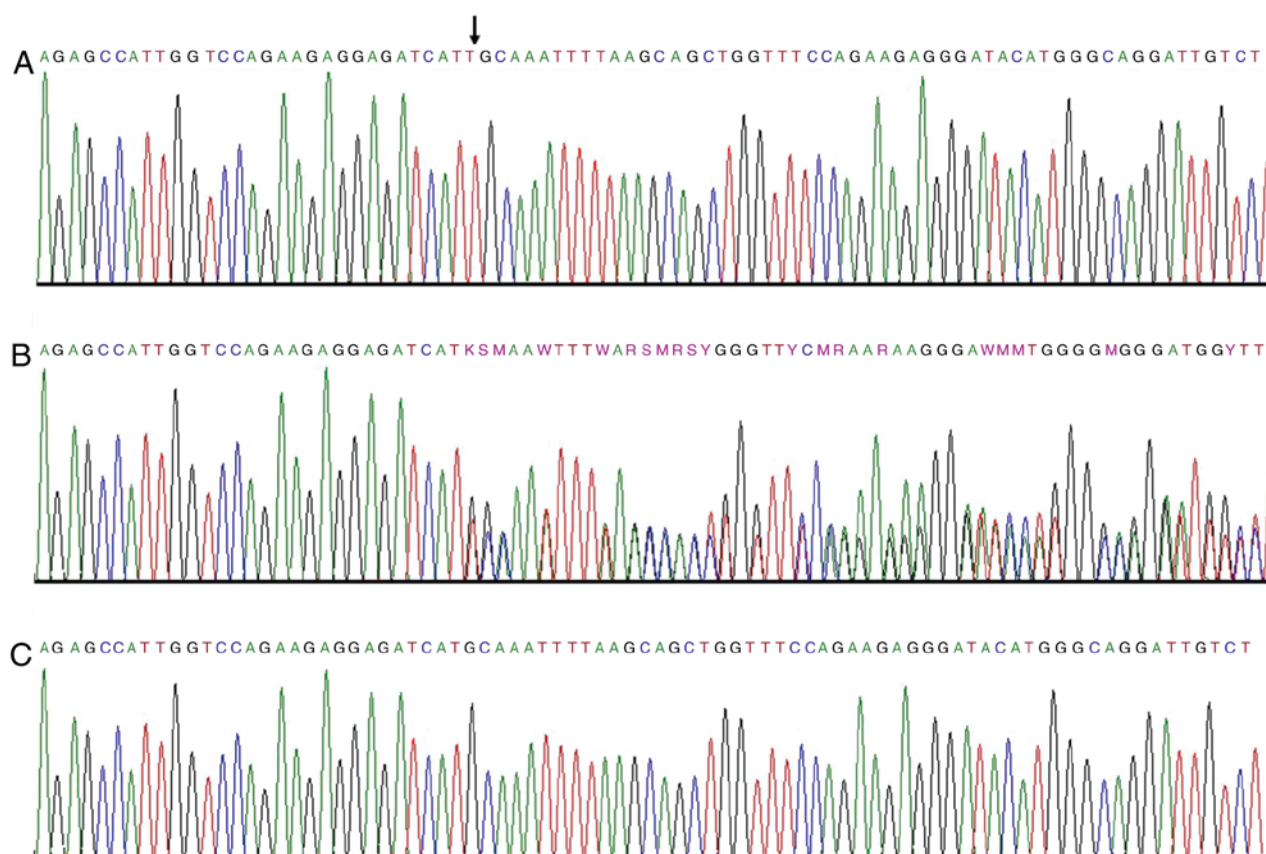 A AGAGCCATTGGTCCAGAAGAGGAGATCATTGCAAATTTTAAGCAGCTGGTTTCCAGAAGAGGGATACATGGGCAGGATTGTCT
B AGAGCCATTGGTCCAGAAGAGGAGATCATKSMAAWTTTWARSMRSYGGGTTYCMRAARAAGGGAWMMTGGGGMGGGATGGYTT
C AGAGCCATTGGTCCAGAAGAGGAGATCATGCAAATTTTAAGCAGCTGGTTTCCAGAAGAGGGATACATGGGCAGGATTGTCT